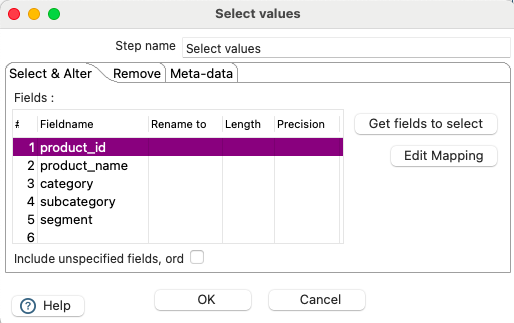 Select values
Step name Select values
Select & Alter Remove Meta-data
Fields :
# Fieldname Rename to Length Precision
1 product_id
2 product_name
3 category
4 subcategory
5 segment
6
Get fields to select
Edit Mapping
Include unspecified fields, ord
? Help OK Cancel